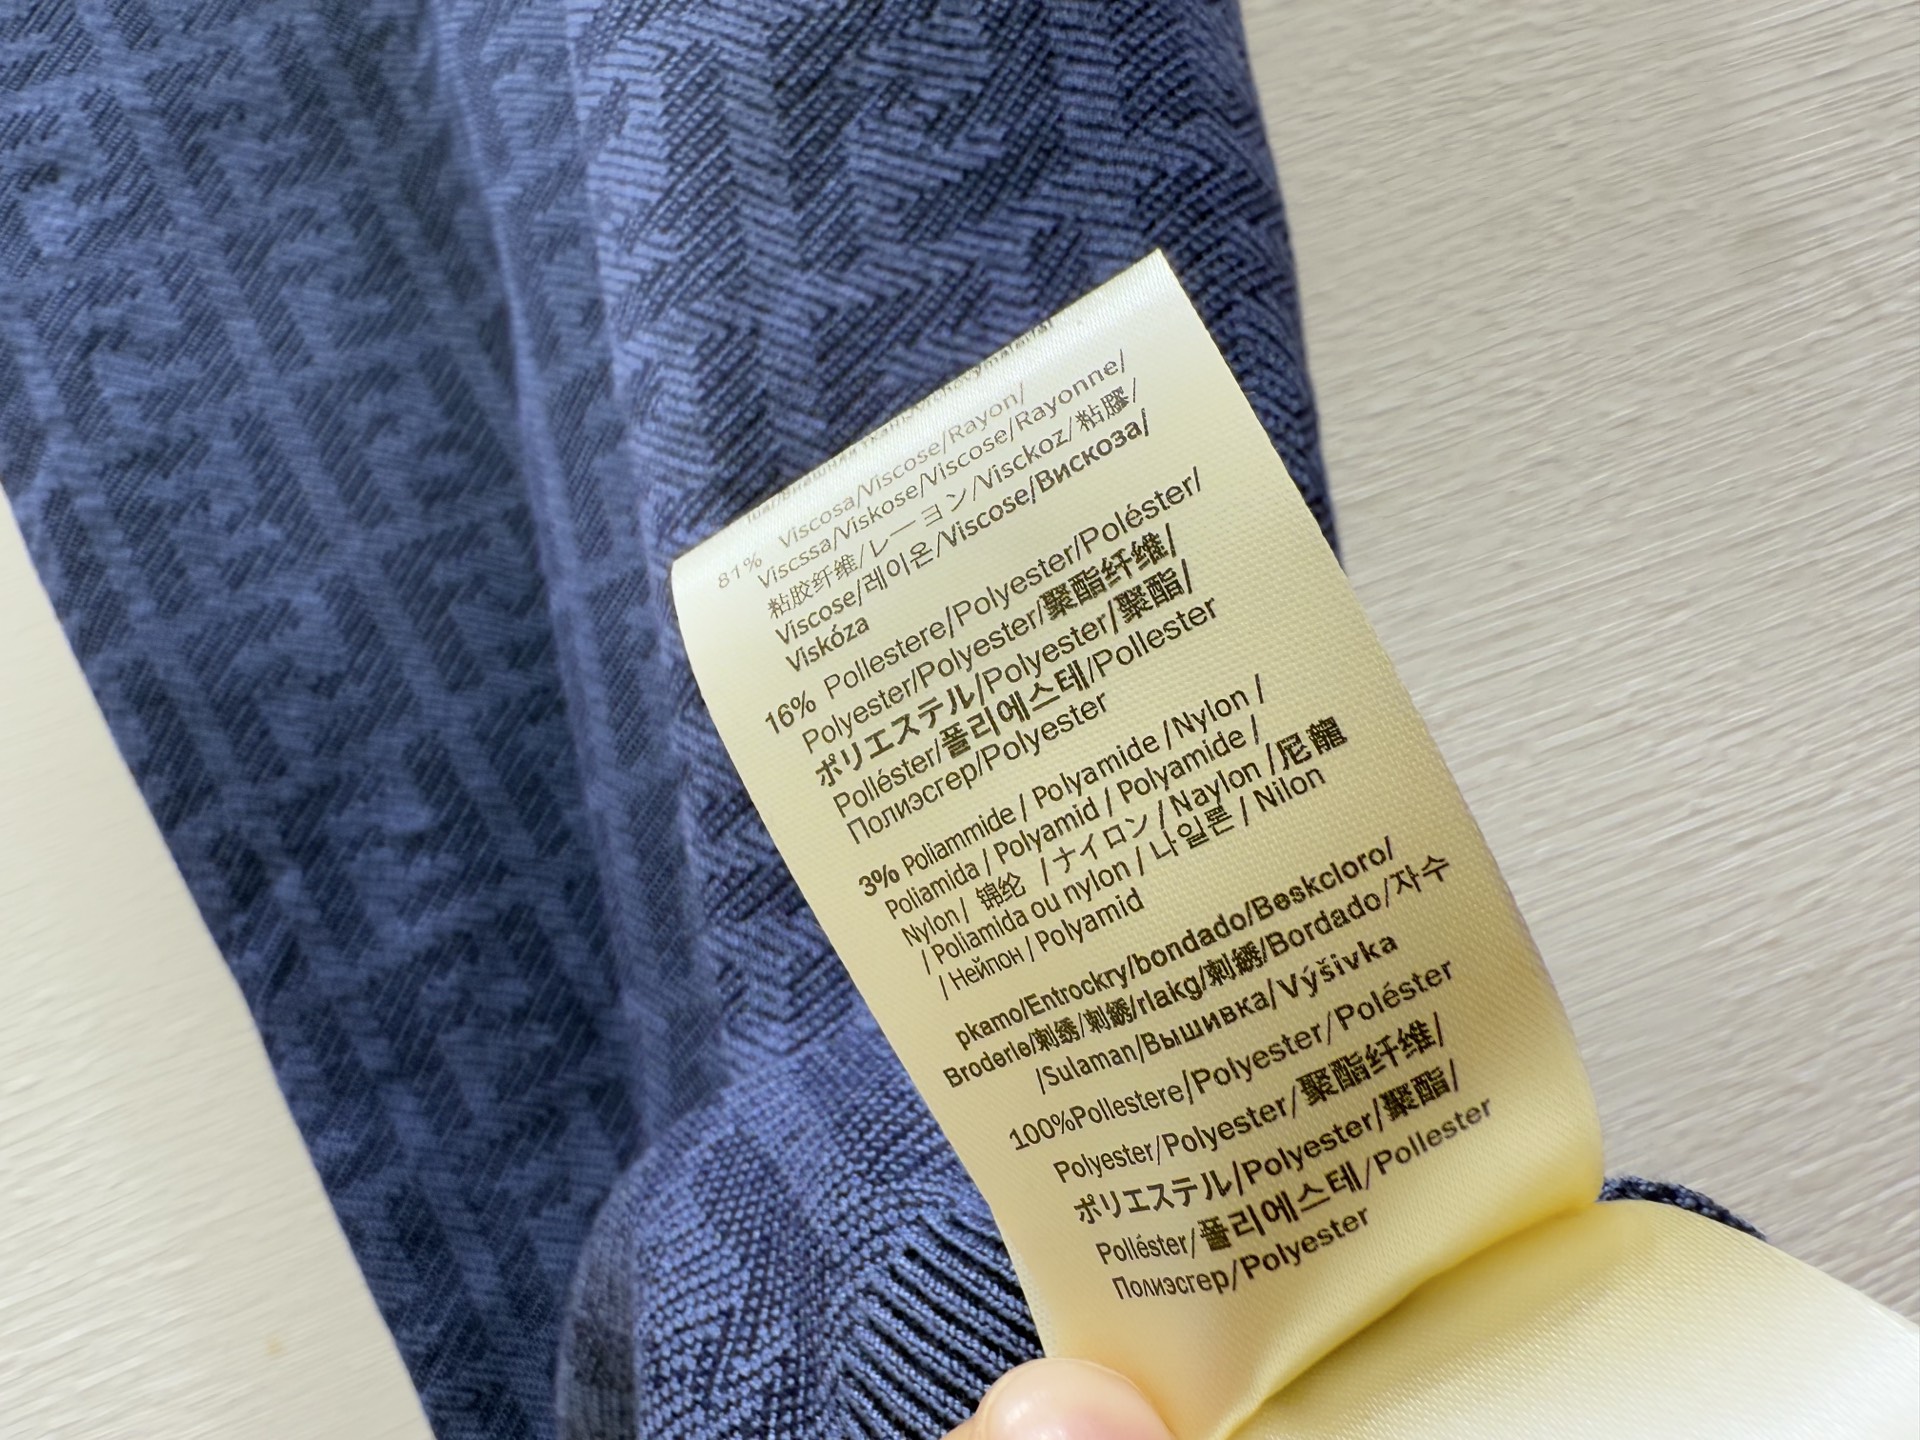 81% Viscosa/Viscose/Rayon/
Viscssa/Viskose/Viscose/Rayonne/
粘胶纤维/レーヨン/Visckoz/粘膠/
Viscose/레이온/Viscose/Вискоза/
Viskóza
16% Pollestere/Polyester/Poléster/
Polyester/Polyester/聚酯纤维/
ポリエステル/Polyester/聚酯/
Polléster/폴리에스테/Pollester
Полиэсгер/Polyester
3% Poliammide / Polyamide / Nylon /
Poliamida / Polyamid / Polyamide /
Nylon / 锦纶 / ナイロン / Naylon / 尼龍
/ Poliamida ou nylon / 나일론 / Nilon
/ Нейпон / Polyamid
pkamo/Entrockry/bondado/Beskcloro/
Broderle/刺绣/刺繡/rlakg/刺繡/Bordado/자수
/Sulaman/Вышивка/Výšivka
100%Pollestere/Polyester/Poléster
Polyester/Polyester/聚酯纤维/
ポリエステル/Polyester/聚酯/
Polléster/폴리에스테/Pollester
Полиэсгер/Polyester